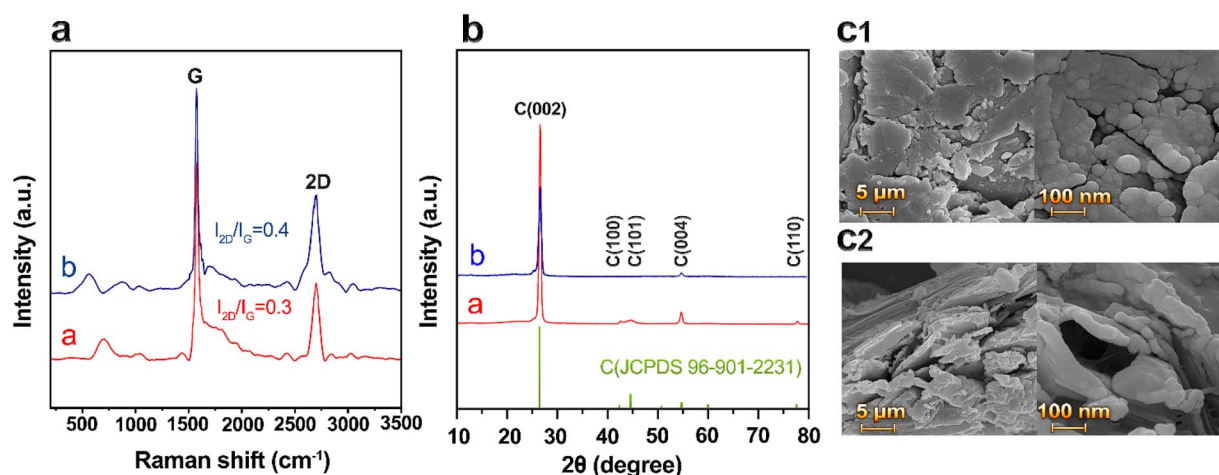 a
Intensity (a.u.)
G
2D
I2D/IG=0.4
b
I2D/IG=0.3
a
500 1000 1500 2000 2500 3000 3500
Raman shift (cm⁻¹)
b
Intensity (a.u.)
C(002)
C(100)
C(101)
C(004)
C(110)
b
a
C(JCPDS 96-901-2231)
10 20 30 40 50 60 70 80
2θ (degree)
c1
5 µm
100 nm
c2
5 µm
100 nm